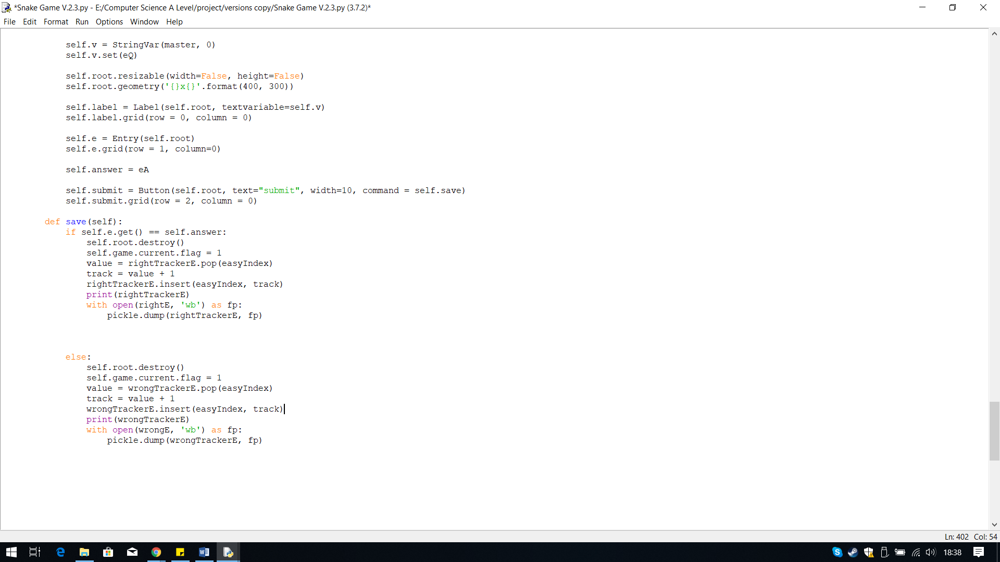 *Snake Game V.2.3.py - E:/Computer Science A Level/project/versions copy/Snake Game V.2.3.py (3.7.2)*
File Edit Format Run Options Window Help
self.v = StringVar(master, 0)
self.v.set(eQ)
self.root.resizable(width=False, height=False)
self.root.geometry('{}x{}'.format(400, 300))
self.label = Label(self.root, textvariable=self.v)
self.label.grid(row = 0, column = 0)
self.e = Entry(self.root)
self.e.grid(row = 1, column=0)
self.answer = eA
self.submit = Button(self.root, text="submit", width=10, command = self.save)
self.submit.grid(row = 2, column = 0)
def save(self):
if self.e.get() == self.answer:
self.root.destroy()
self.game.current.flag = 1
value = rightTrackerE.pop(easyIndex)
track = value + 1
rightTrackerE.insert(easyIndex, track)
print(rightTrackerE)
with open(rightE, 'wb') as fp:
pickle.dump(rightTrackerE, fp)
else:
self.root.destroy()
self.game.current.flag = 1
value = wrongTrackerE.pop(easyIndex)
track = value + 1
wrongTrackerE.insert(easyIndex, track)
print(wrongTrackerE)
with open(wrongE, 'wb') as fp:
pickle.dump(wrongTrackerE, fp)
Ln: 402 Col: 54
18:38